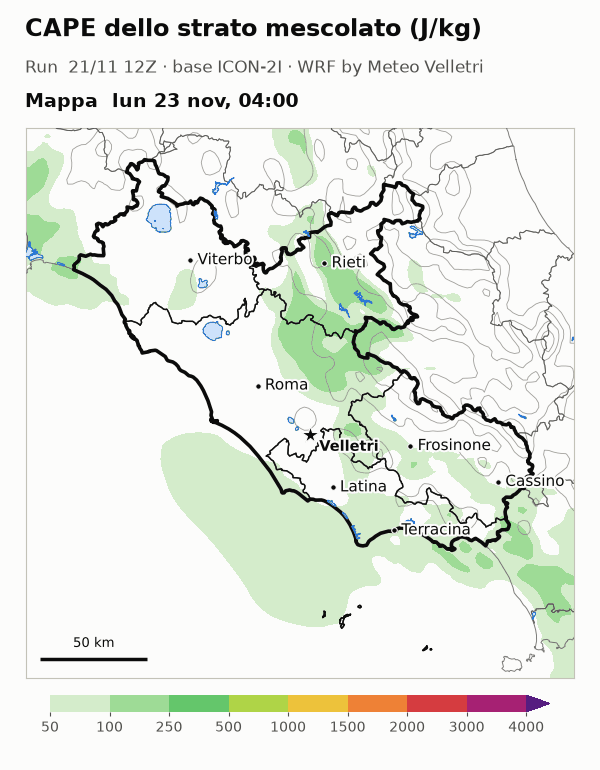 CAPE dello strato mescolato (J/kg)
Run 21/11 12Z · base ICON-2I · WRF by Meteo Velletri
Mappa lun 23 nov, 04:00
Viterbo
Rieti
Roma
Velletri
Frosinone
Latina
Cassino
Terracina
50 km
50 100 250 500 1000 1500 2000 3000 4000